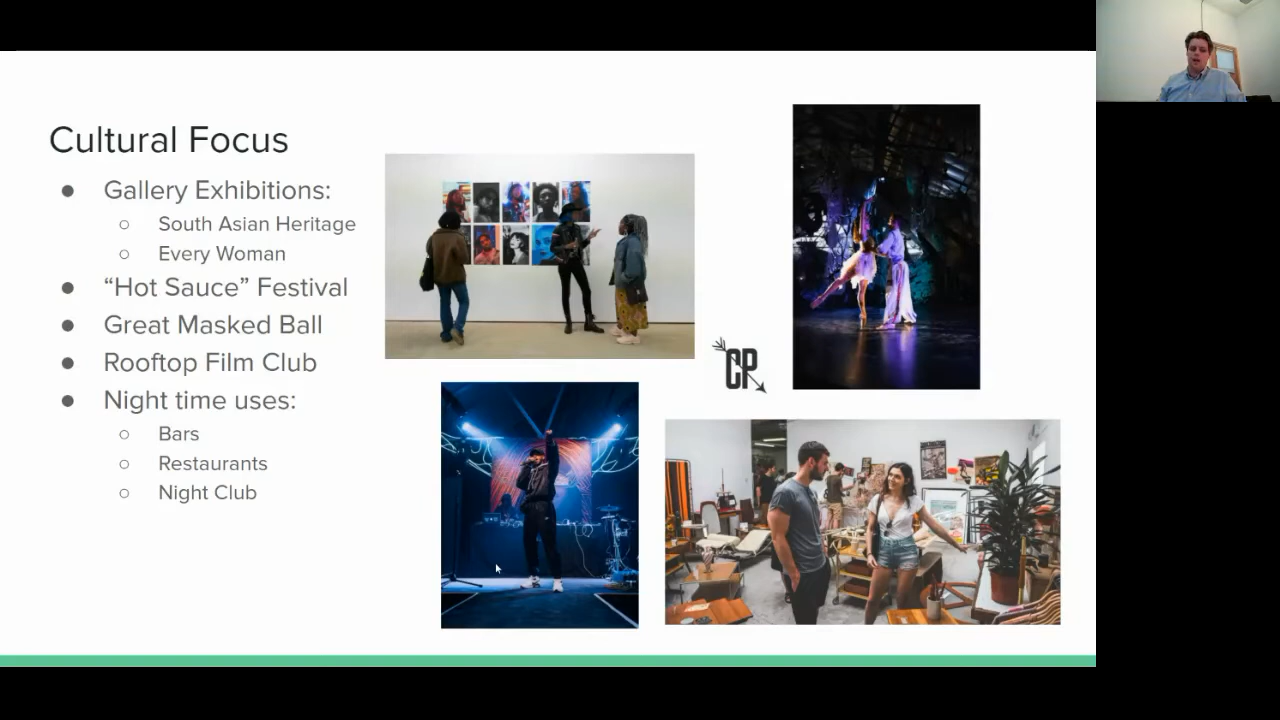 Cultural Focus
● Gallery Exhibitions:
○ South Asian Heritage
○ Every Woman
● “Hot Sauce” Festival
● Great Masked Ball
● Rooftop Film Club
● Night time uses:
○ Bars
○ Restaurants
○ Night Club
CP